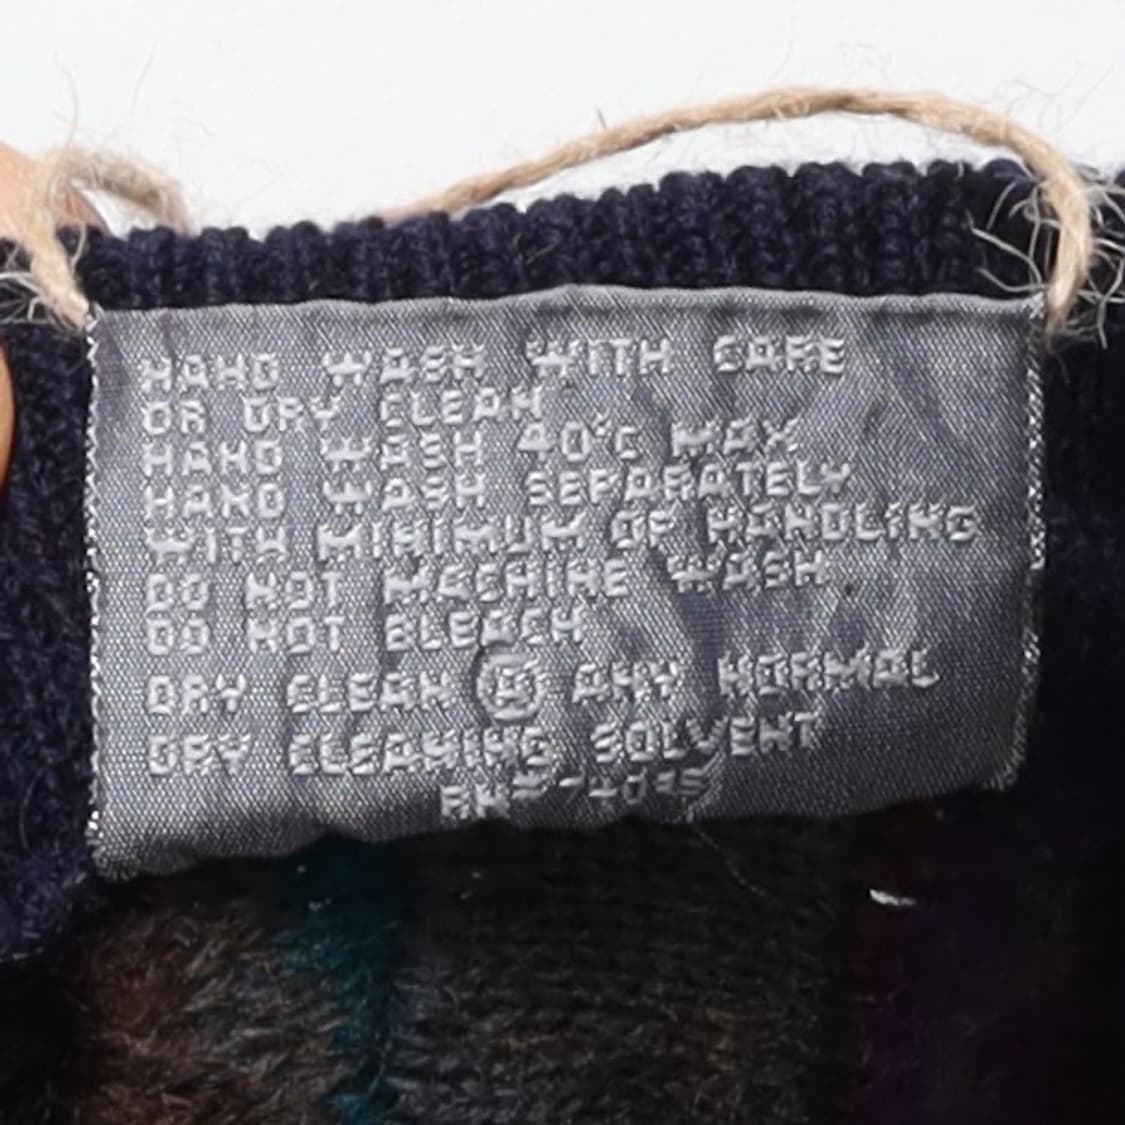 HAND WASH WITH CARE
OR DRY CLEAN
HAND WASH 40°C MAX
HAND WASH SEPARATELY
WITH MINIMUM OF HANDLING
DO NOT MACHINE WASH
DO NOT BLEACH
DRY CLEAN ANY NORMAL
DRY CLEANING SOLVENT